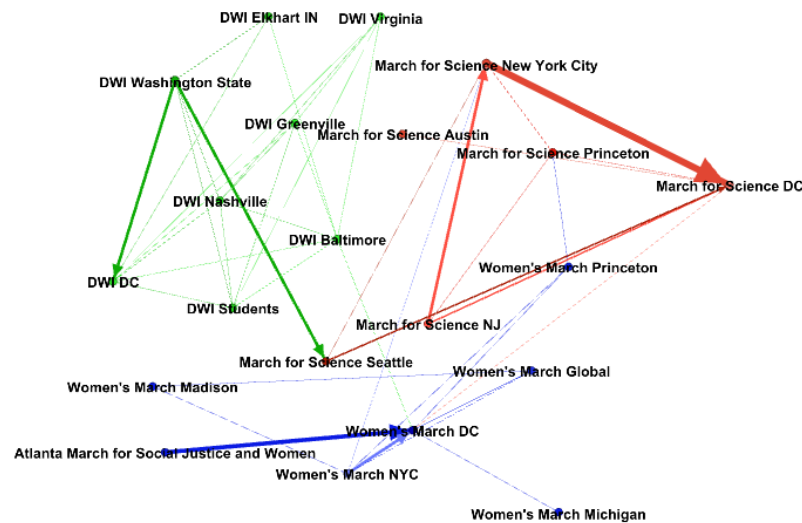 DWI Elkhart IN
DWI Virginia
March for Science New York City
DWI Washington State
DWI Greenville
March for Science Austin
March for Science Princeton
March for Science DC
DWI Nashville
DWI Baltimore
Women's March Princeton
DWI DC
DWI Students
March for Science NJ
March for Science Seattle
Women's March Global
Women's March Madison
Women's March DC
Atlanta March for Social Justice and Women
Women's March NYC
Women's March Michigan